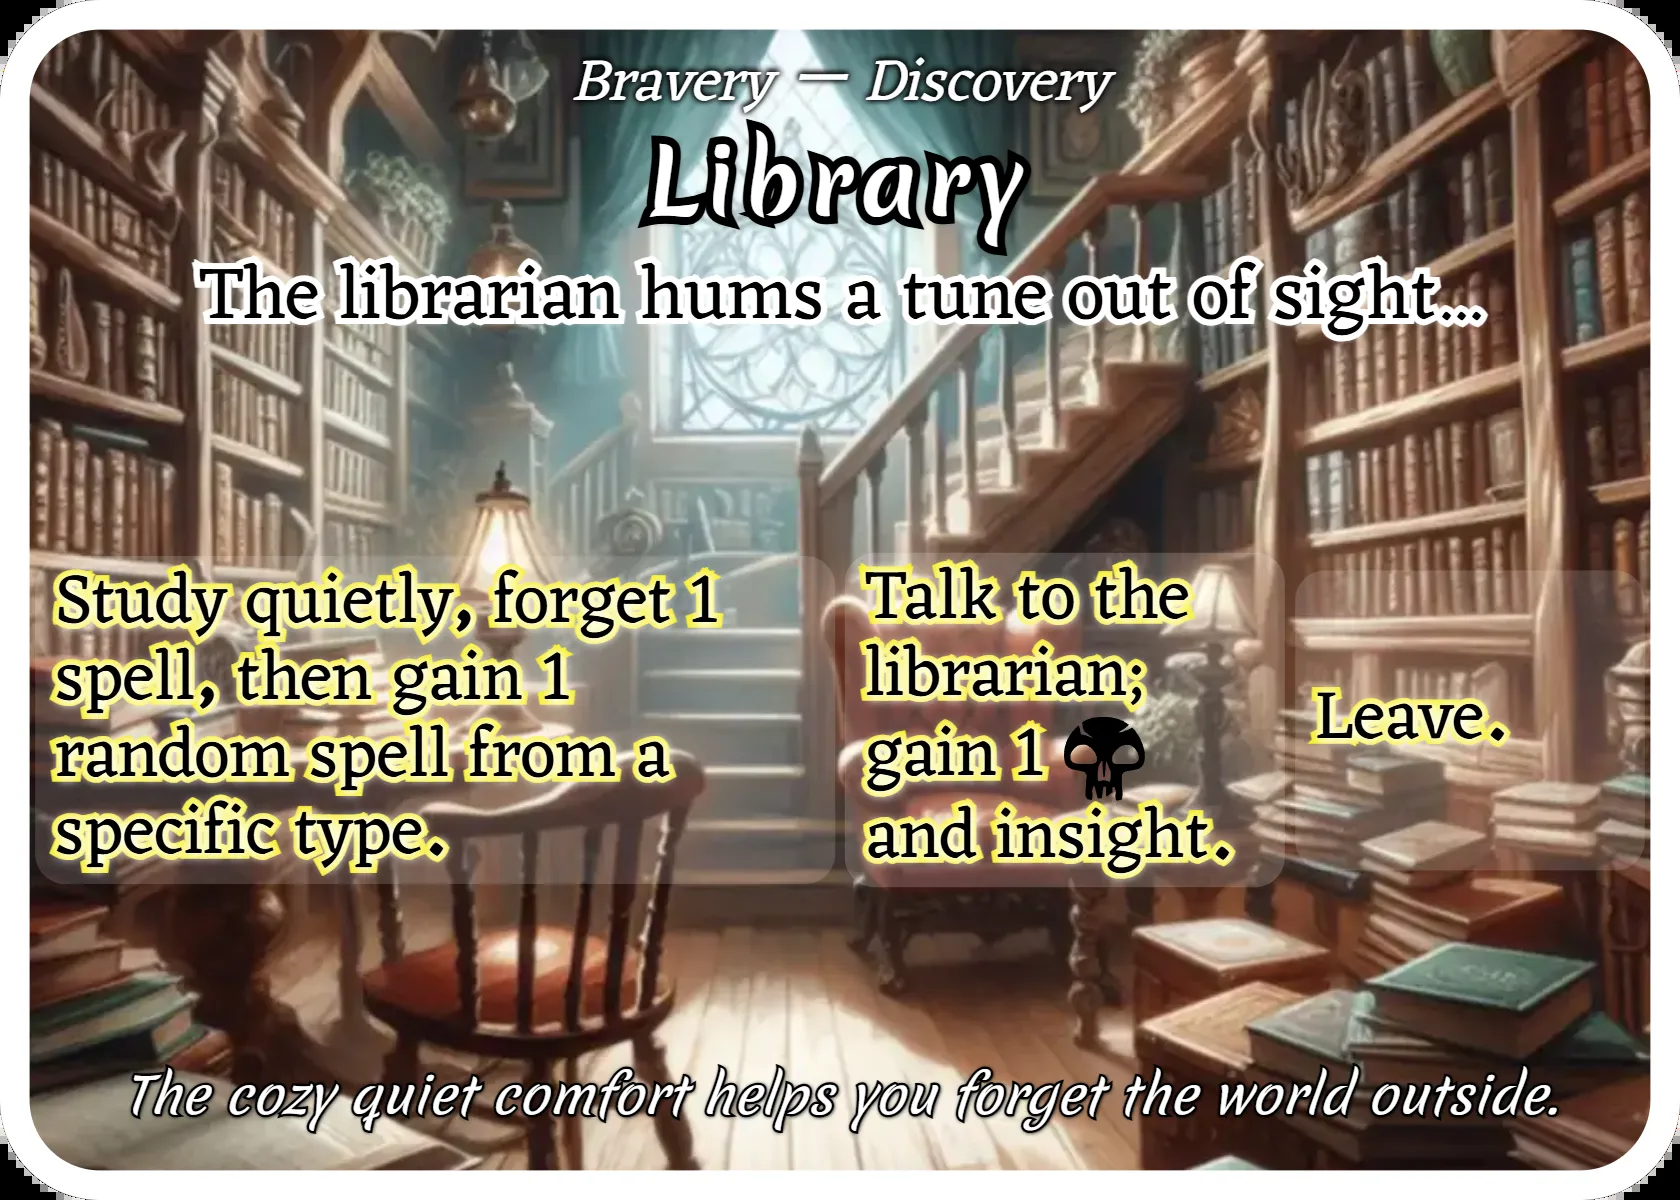 Bravery — Discovery
Library
The librarian hums a tune out of sight...
Study quietly, forget 1
spell, then gain 1
random spell from a
specific type.
Talk to the
librarian;
gain 1
and insight.
Leave.
The cozy quiet comfort helps you forget the world outside.